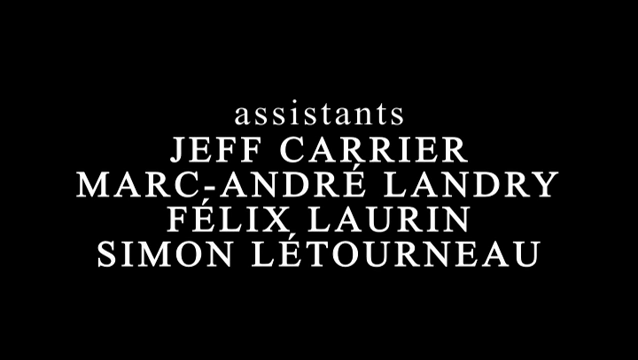 assistants
JEFF CARRIER
MARC-ANDRÉ LANDRY
FÉLIX LAURIN
SIMON LÉTOURNEAU